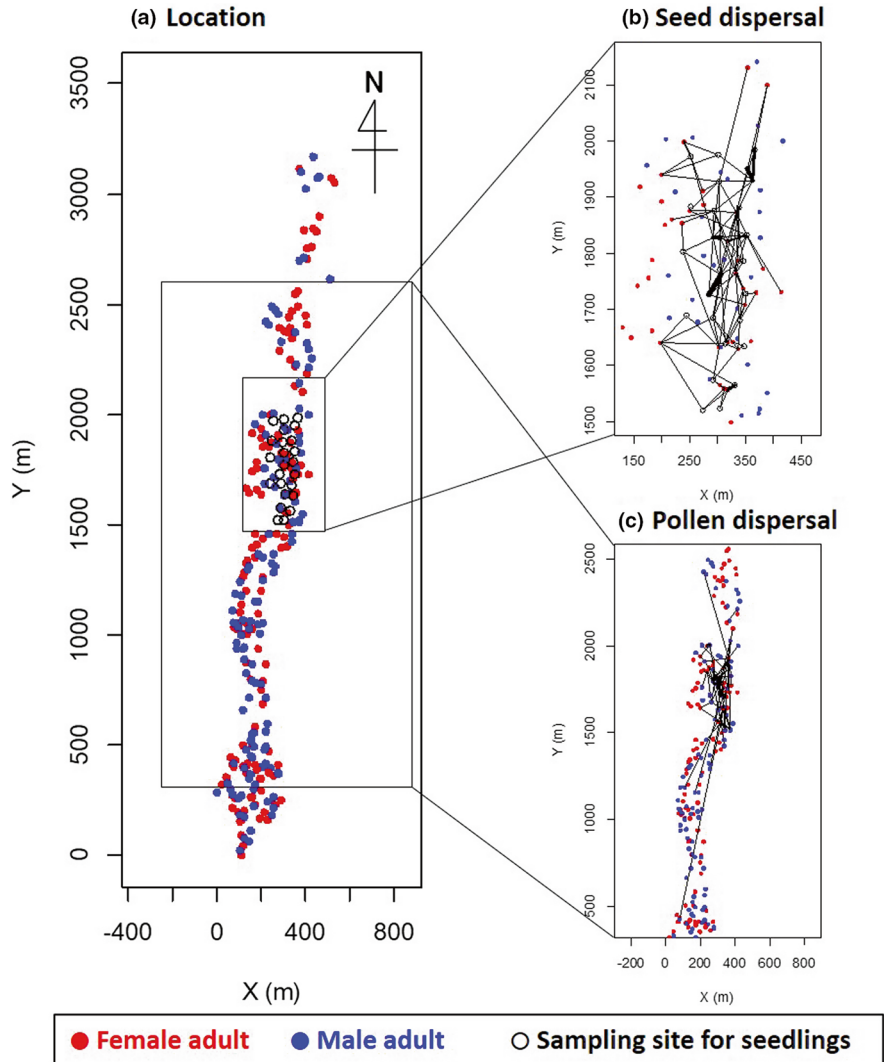 (a) Location
N
3500
3000
2500
2000
1500
1000
500
0
Y (m)
-400 0 400 800
X (m)
(b) Seed dispersal
2100
2000
1900
1800
1700
1600
1500
Y (m)
150 250 350 450
X (m)
(c) Pollen dispersal
2500
2000
1500
1000
500
Y (m)
-200 0 200 400 600 800
X (m)
Female adult Male adult Sampling site for seedlings